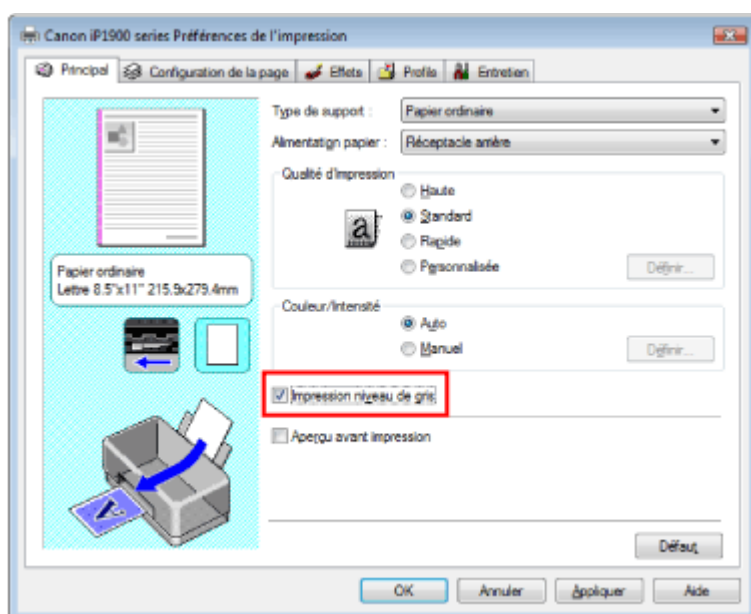 Canon iP1900 series Préférences de l'impression
Principal Configuration de la page Effets Profils Entretien
Type de support : Papier ordinaire
Alimentation papier : Réceptacle arrière
Qualité d'impression
Haute
Standard
Rapide
Personnalisée Définir...
Papier ordinaire
Lettre 8.5"x11" 215.9x279.4mm
Couleur/Intensité
Auto
Manuel Définir...
Impression niveau de gris
Aperçu avant impression
Défaut
OK Annuler Appliquer Aide